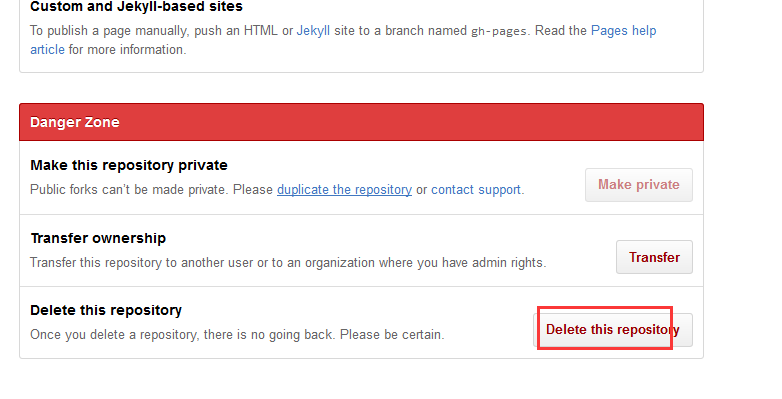 Custom and Jekyll-based sites
To publish a page manually, push an HTML or Jekyll site to a branch named gh-pages. Read the Pages help
article for more information.
Danger Zone
Make this repository private
Public forks can't be made private. Please duplicate the repository or contact support.
Make private
Transfer ownership
Transfer this repository to another user or to an organization where you have admin rights.
Transfer
Delete this repository
Once you delete a repository, there is no going back. Please be certain.
Delete this repository